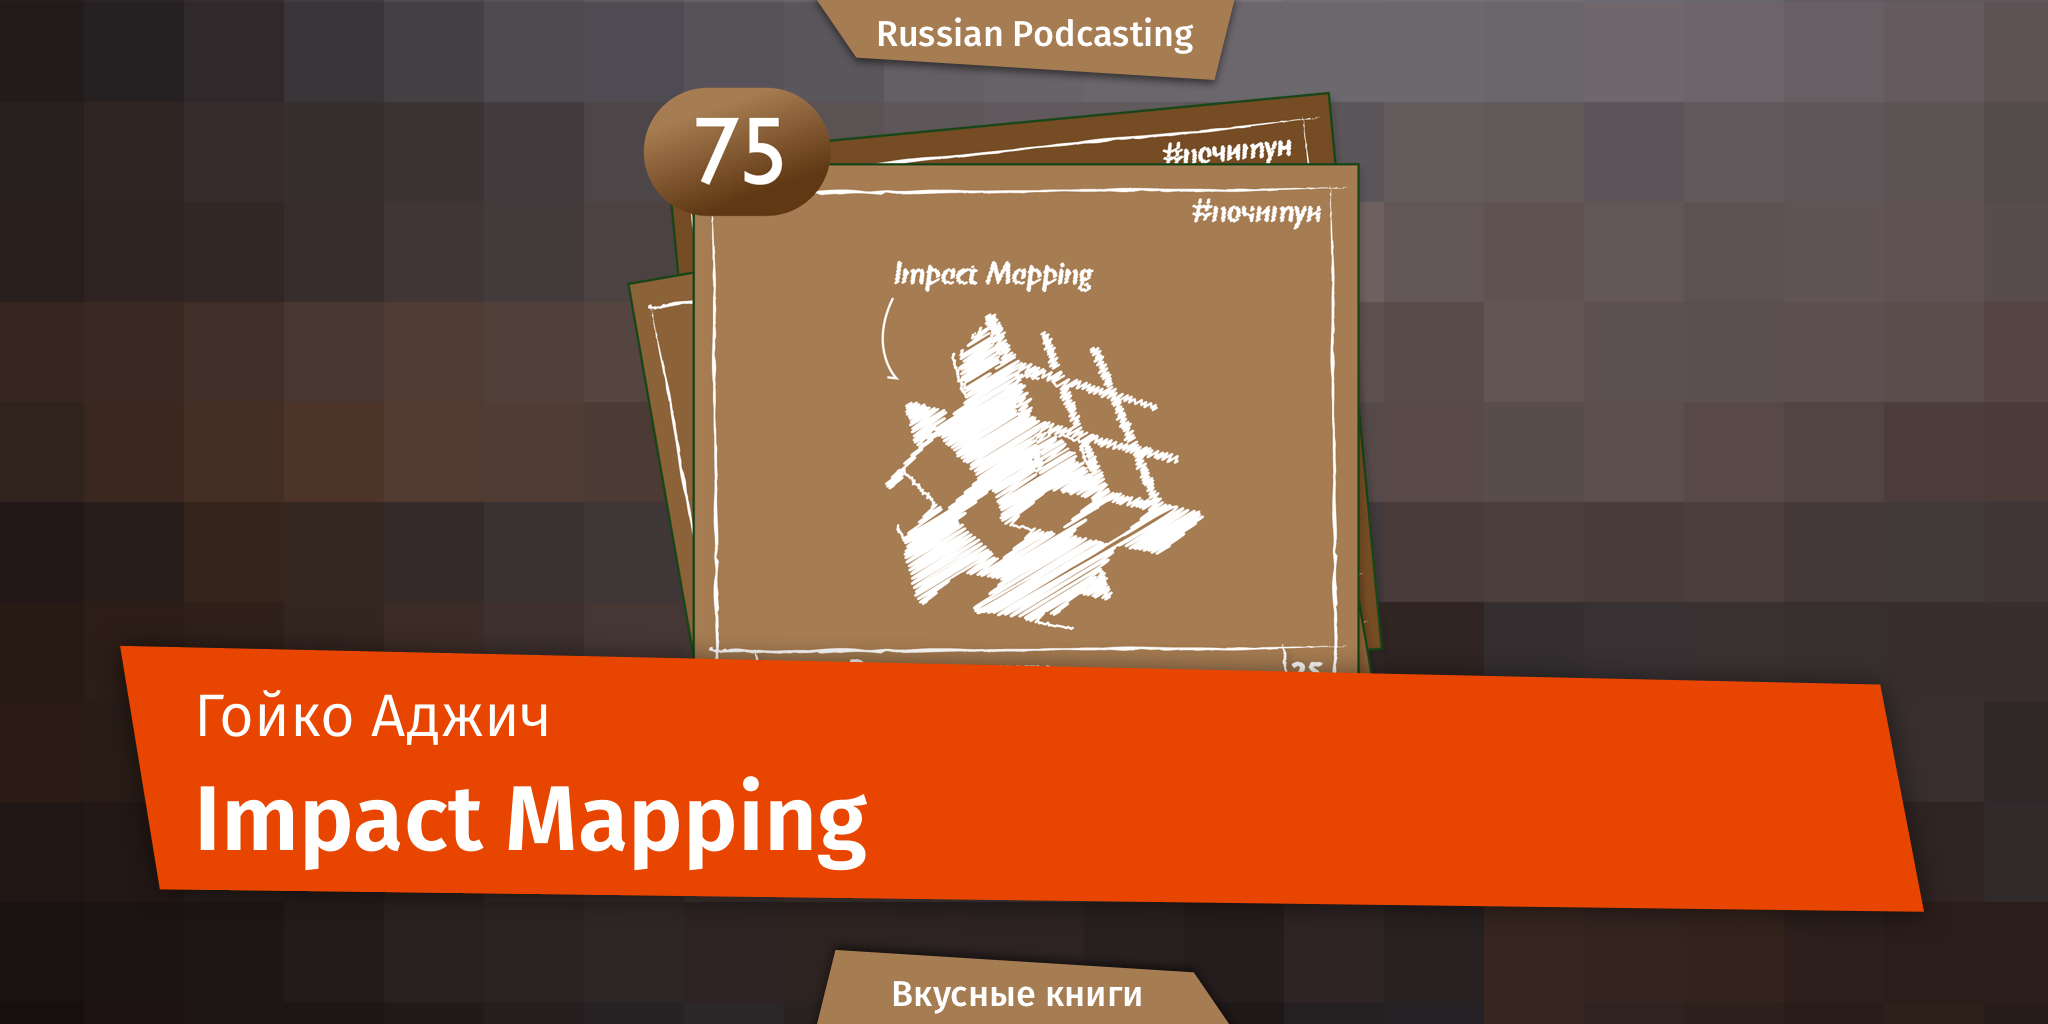 Russian Podcasting
75
#почитун
#почитун
Impact Mapping
Гойко Аджич
Impact Mapping
Вкусные книги